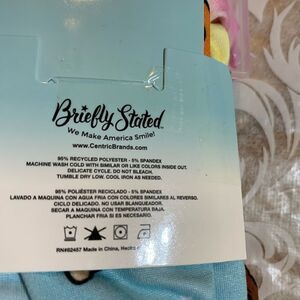 Briefly Stated
We Make America Smile!
www.CentricBrands.com
95% RECYCLED POLYESTER - 5% SPANDEX
MACHINE WASH COLD WITH SIMILAR OR LIKE COLORS INSIDE OUT.
DELICATE CYCLE. DO NOT BLEACH.
TUMBLE DRY LOW. COOL IRON AS NEEDED.
95% POLIÉSTER RECICLADO - 5% SPANDEX
LAVADO A MAQUINA CON AGUA FRIA CON COLORES SIMILARES AL REVERSO.
CICLO DELICADO. NO USAR BLANQUEADOR.
SECAR A MAQUINA CON TEMPERATURA BAJA.
PLANCHAR FRIA SI ES NECESARIO.
RN#62457 Made in China, Hecho